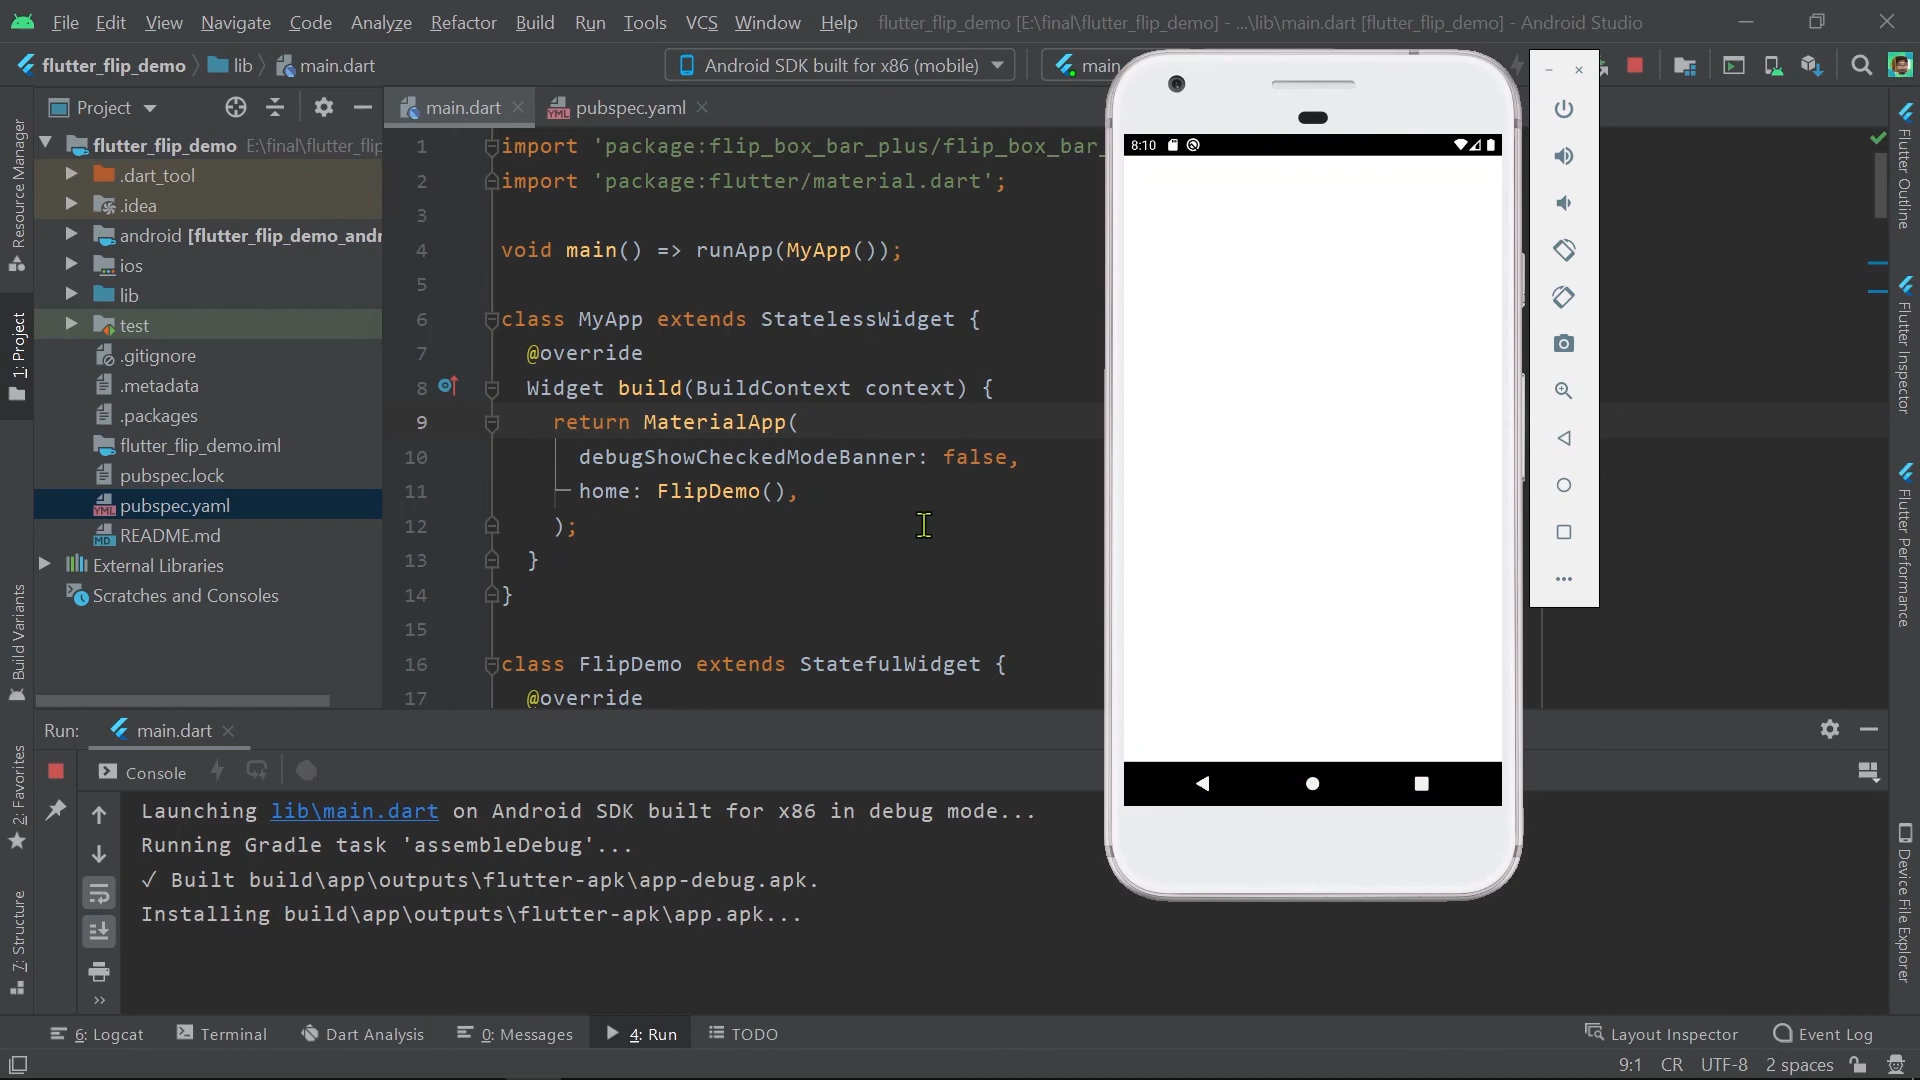 File Edit View Navigate Code Analyze Refactor Build Run Tools VCS Window Help flutter_flip_demo [E:\final\flutter_flip_demo] - ...\lib\main.dart [flutter_flip_demo] - Android Studio
flutter_flip_demo lib main.dart Android SDK built for x86 (mobile) main
Project main.dart pubspec.yaml
flutter_flip_demo E:\final\flutter_flip
.dart_tool
.idea
android [flutter_flip_demo_andr
ios
lib
test
.gitignore
.metadata
.packages
flutter_flip_demo.iml
pubspec.lock
pubspec.yaml
README.md
External Libraries
Scratches and Consoles
1 import 'package:flip_box_bar_plus/flip_box_bar_
2 import 'package:flutter/material.dart';
3
4 void main() => runApp(MyApp());
5
6 class MyApp extends StatelessWidget {
7 @override
8 Widget build(BuildContext context) {
9 return MaterialApp(
10 debugShowCheckedModeBanner: false,
11 home: FlipDemo(),
12 );
13 }
14 }
15
16 class FlipDemo extends StatefulWidget {
17 @override
8:10
Resource Manager
1: Project
Build Variants
2: Favorites
7: Structure
Flutter Outline
Flutter Inspector
Flutter Performance
Device File Explorer
Run: main.dart
Console
Launching lib\main.dart on Android SDK built for x86 in debug mode...
Running Gradle task 'assembleDebug'...
✓ Built build\app\outputs\flutter-apk\app-debug.apk.
Installing build\app\outputs\flutter-apk\app.apk...
6: Logcat Terminal Dart Analysis 0: Messages 4: Run TODO Layout Inspector Event Log
9:1 CR UTF-8 2 spaces